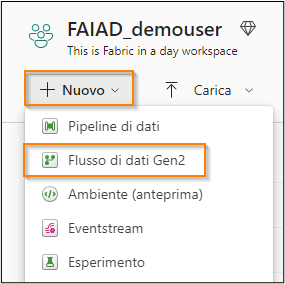 FAIAD_demouser
This is Fabric in a day workspace
Nuovo
Carica
Pipeline di dati
Flusso di dati Gen2
Ambiente (anteprima)
Eventstream
Esperimento